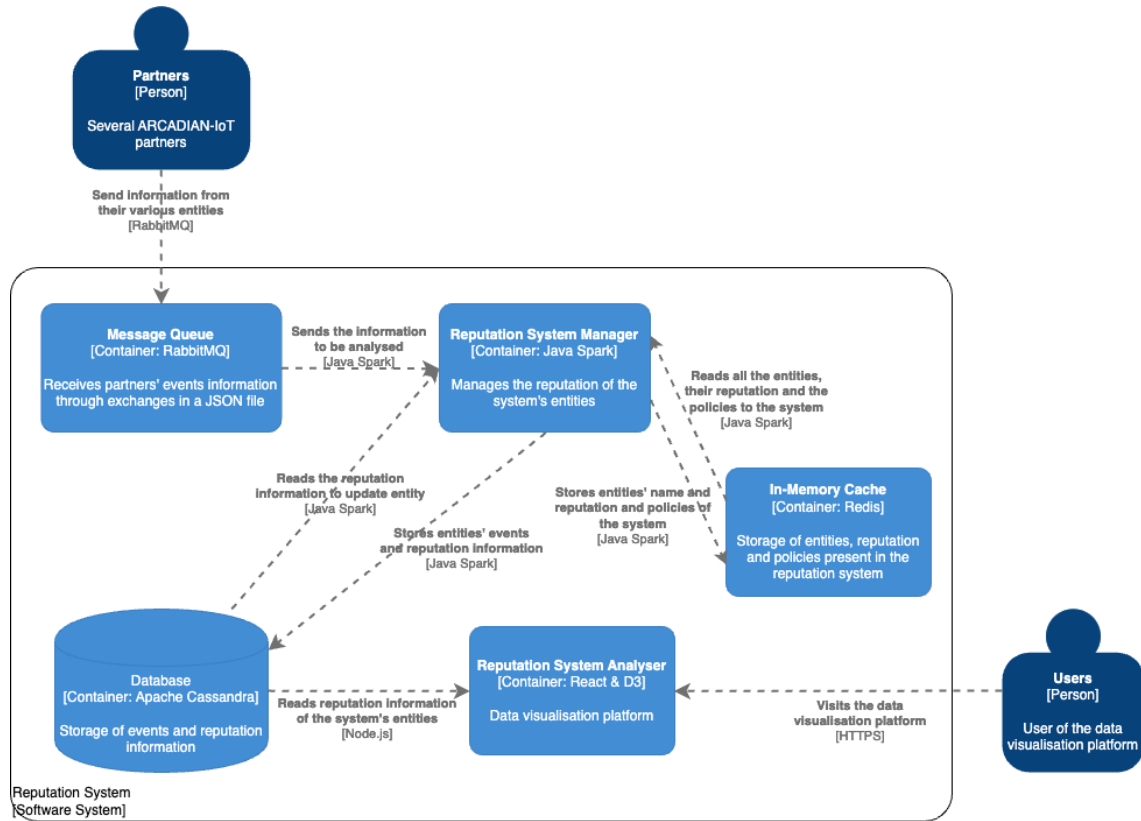 Partners
[Person]
Several ARCADIAN-IoT
partners
Send information from
their various entities
[RabbitMQ]
Message Queue
[Container: RabbitMQ]
Receives partners' events information
through exchanges in a JSON file
Sends the information
to be analysed
[Java Spark]
Reputation System Manager
[Container: Java Spark]
Manages the reputation of the
system's entities
Reads all the entities,
their reputation and the
policies to the system
[Java Spark]
Reads the reputation
information to update entity
[Java Spark]
Stores entities' name and
reputation and policies of
the system
[Java Spark]
In-Memory Cache
[Container: Redis]
Storage of entities, reputation
and policies present in the
reputation system
Stores entities' events
and reputation information
[Java Spark]
Database
[Container: Apache Cassandra]
Storage of events and reputation
information
Reads reputation information
of the system's entities
[Node.js]
Reputation System Analyser
[Container: React & D3]
Data visualisation platform
Visits the data
visualisation platform
[HTTPS]
Users
[Person]
User of the data
visualisation platform
Reputation System
[Software System]